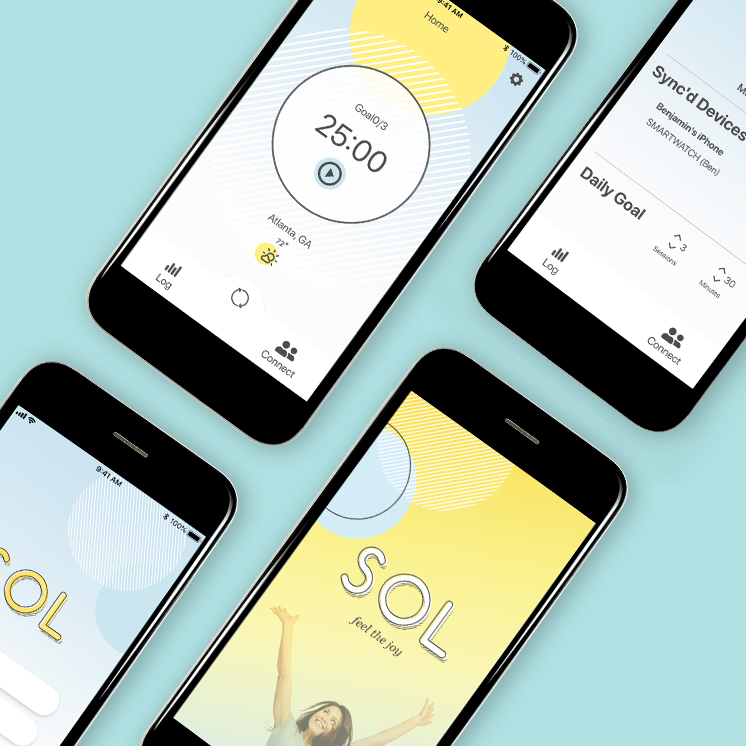 9:41 AM
100%
Home
Goal0/3
25:00
Atlanta, GA
72°
Log
Connect
Sync'd Devices
Benjamin's iPhone
SMARTWATCH (Ben)
Daily Goal
3
Sessions
30
Minutes
Log
Connect
9:41 AM
100%
SOL
SOL
feel the joy